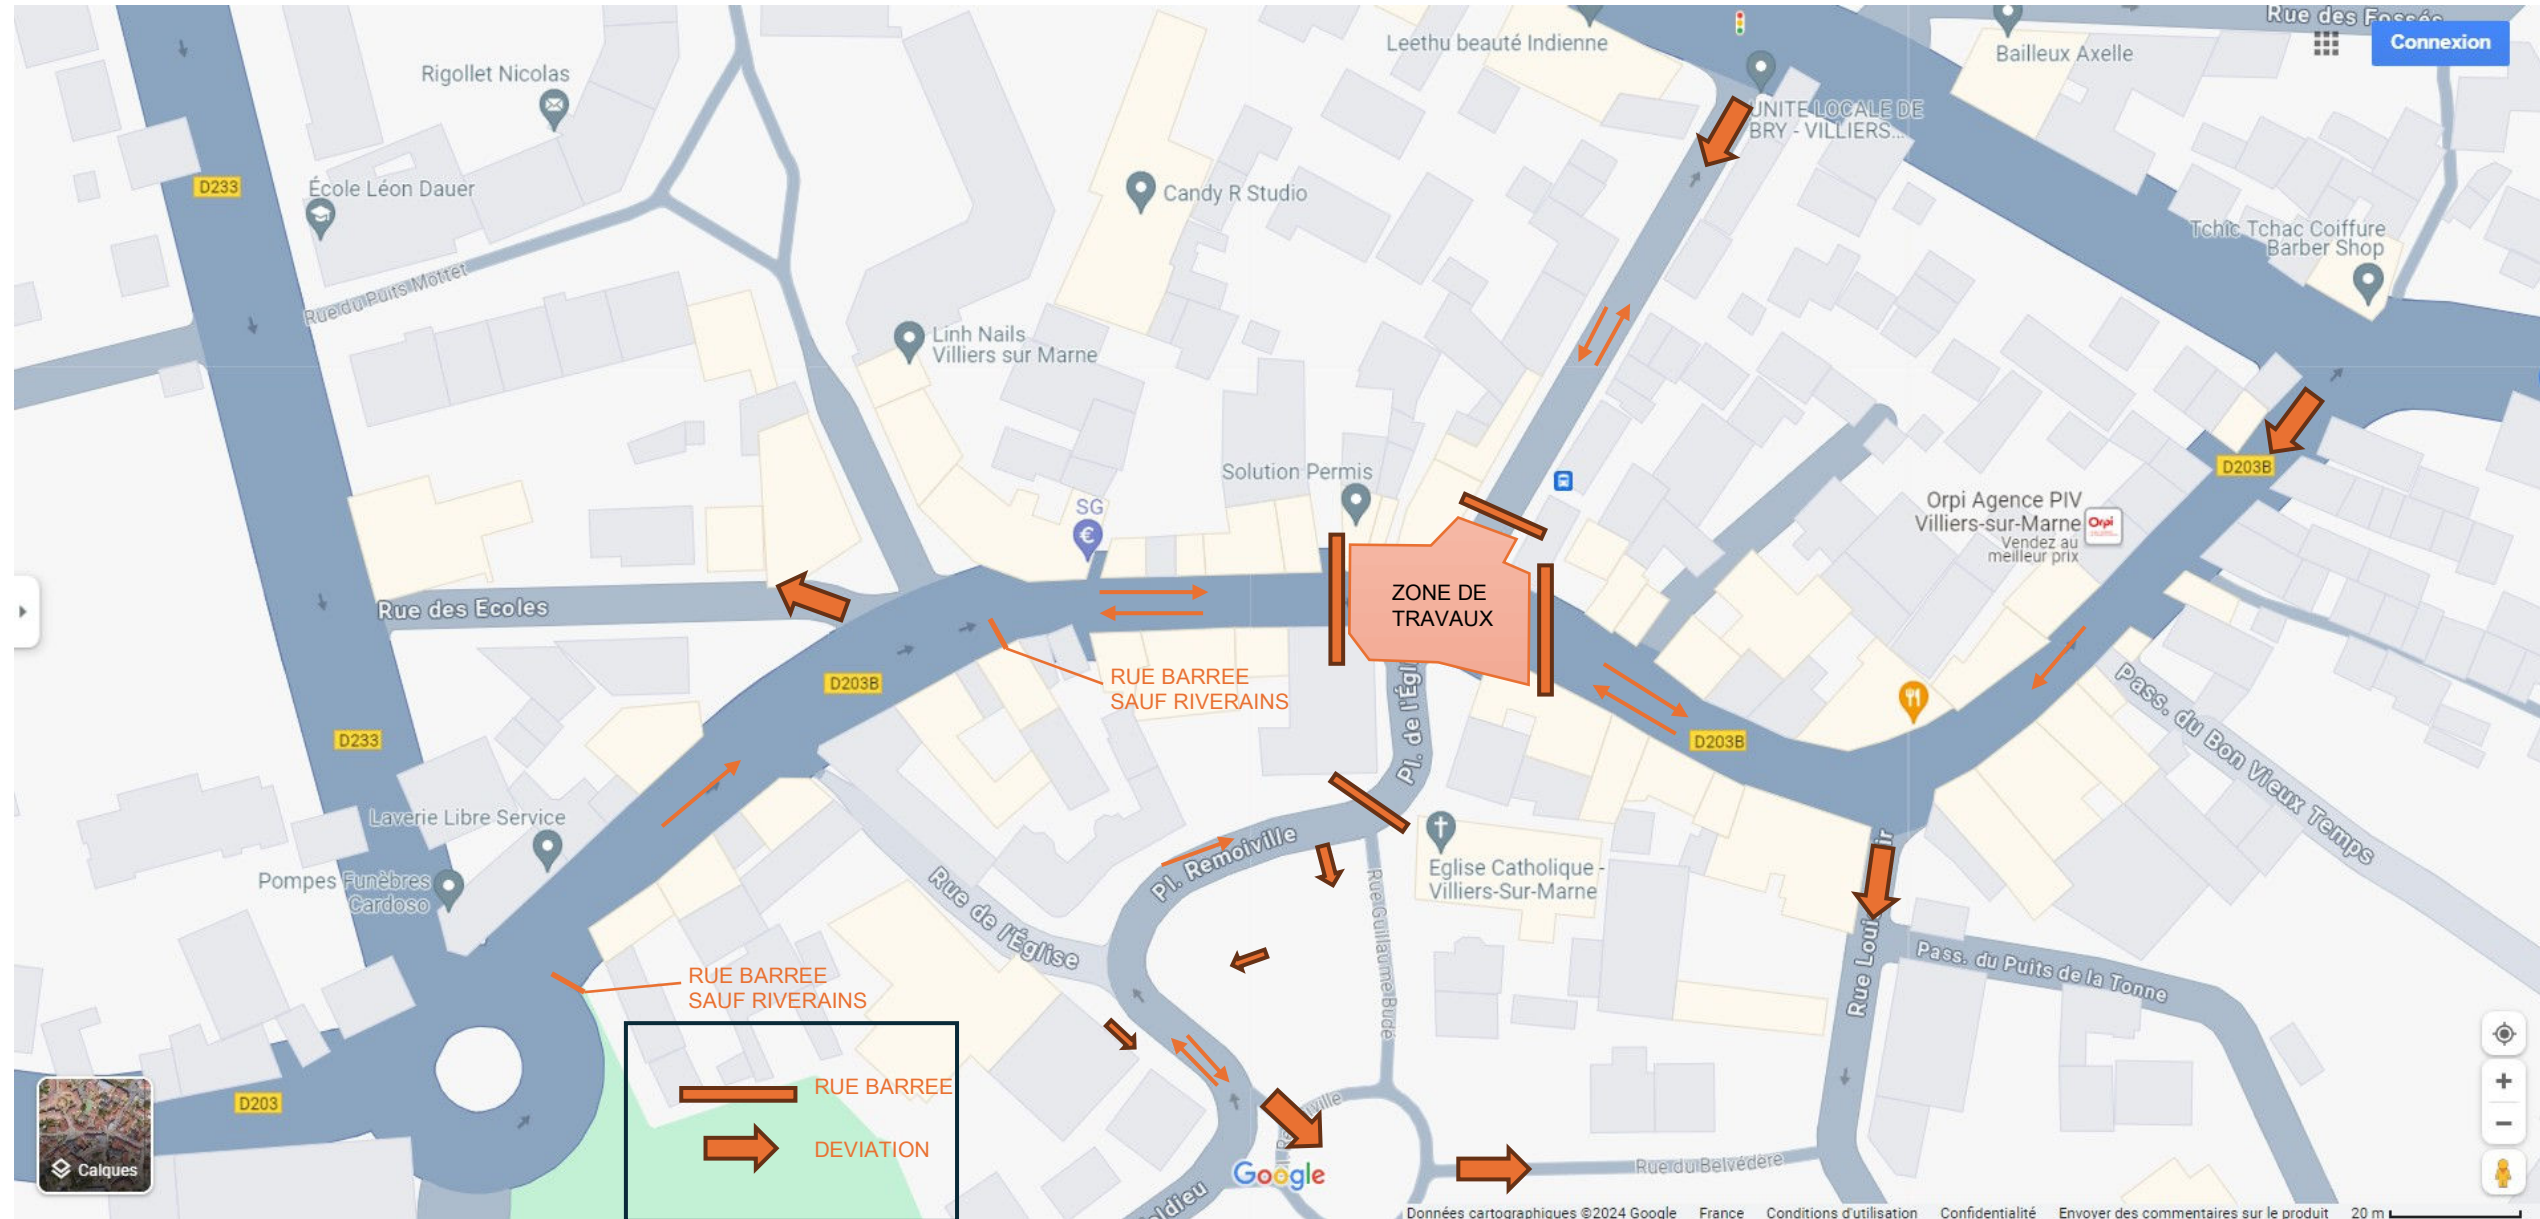 Rue des Fossés
Connexion
Leethu beauté Indienne
Bailleux Axelle
Rigollet Nicolas
UNITE LOCALE DE
BRY - VILLIERS...
D233
École Léon Dauer
Candy R Studio
Tchic Tchac Coiffure
Barber Shop
Rue du Puits Mottet
Linh Nails
Villiers sur Marne
Solution Permis
D203B
SG
€
Orpi Agence PIV
Villiers-sur-Marne
Orpi
Vendez au
meilleur prix
Rue des Ecoles
ZONE DE
TRAVAUX
RUE BARREE
SAUF RIVERAINS
D203B
Pl. de l'Égl
D233
D203B
Pass. du Bon Vieux Temps
Laverie Libre Service
Pl. Remoiville
Pompes Funèbres
Cardoso
Rue de l'Église
Rue Guillaume Budé
Eglise Catholique -
Villiers-Sur-Marne
Rue Loui
Pass. du Puits de la Tonne
RUE BARREE
SAUF RIVERAINS
RUE BARREE
D203
DEVIATION
Calques
Google
Rue du Belvédère
Données cartographiques ©2024 Google France Conditions d'utilisation Confidentialité Envoyer des commentaires sur le produit 20 m